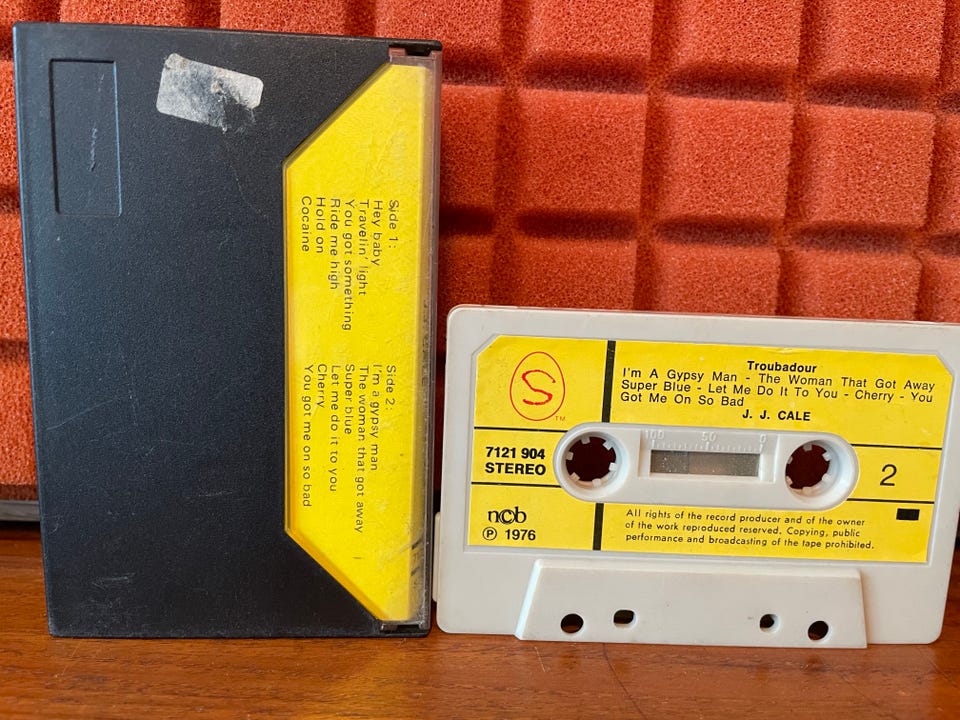 Side 1:
Hey baby
Travelin' light
You got something
Ride me high
Hold on
Cocaine
Side 2:
I'm a gypsy man
The woman that got away
Super blue
Let me do it to you
Cherry
You got me on so bad
S
TM
Troubadour
I'm A Gypsy Man - The Woman That Got Away
Super Blue - Let Me Do It To You - Cherry - You
Got Me On So Bad
J. J. CALE
7121 904
STEREO
100 50 0
2
ncb
Ⓟ 1976
All rights of the record producer and of the owner
of the work reproduced reserved. Copying, public
performance and broadcasting of the tape prohibited.